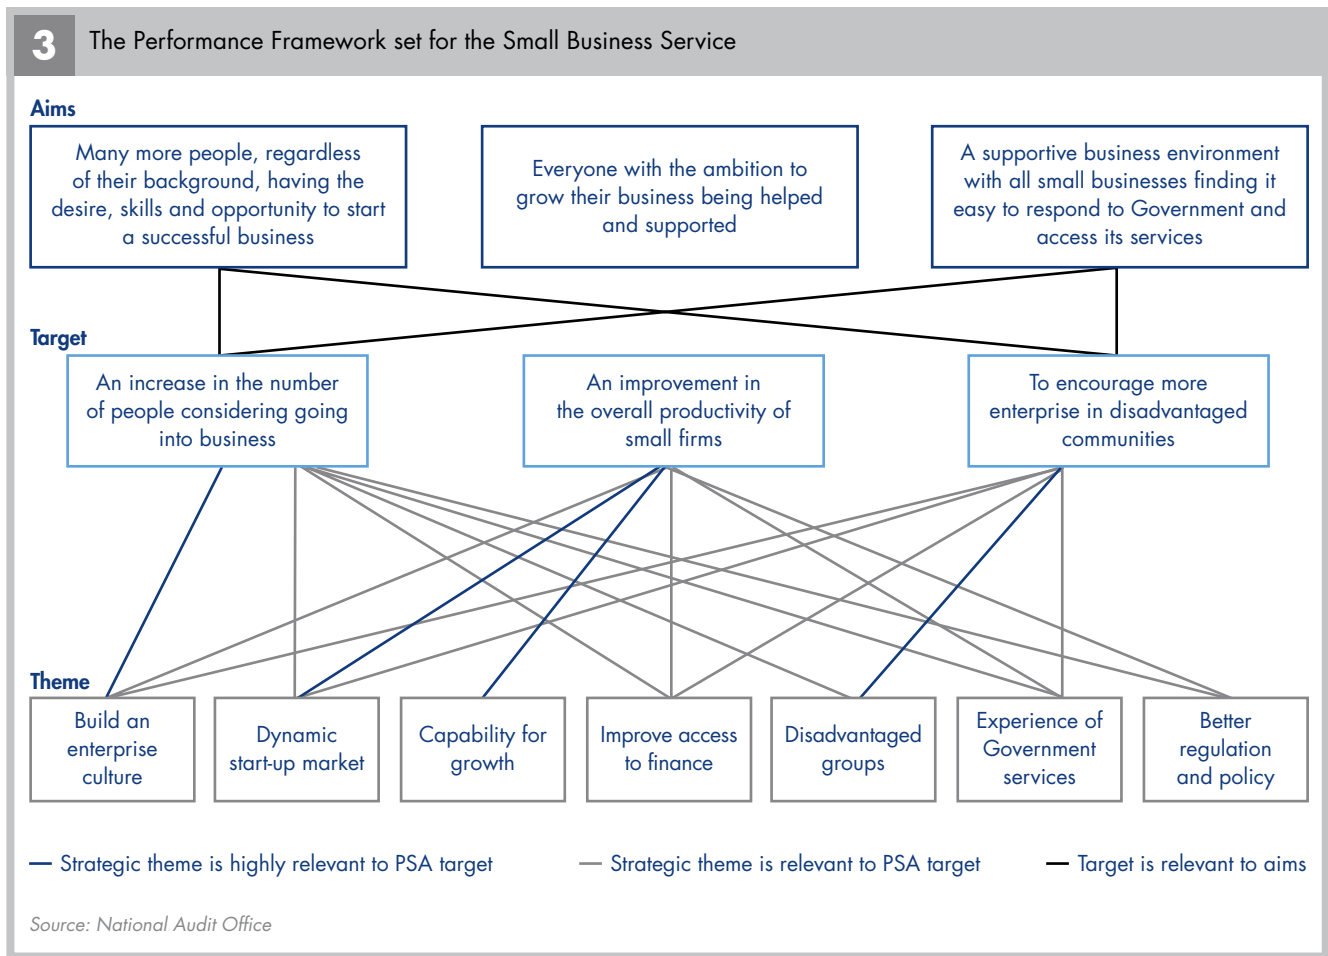 3
The Performance Framework set for the Small Business Service
Aims
Many more people, regardless
of their background, having the
desire, skills and opportunity to start
a successful business
Everyone with the ambition to
grow their business being helped
and supported
A supportive business environment
with all small businesses finding it
easy to respond to Government and
access its services
Target
An increase in the number
of people considering going
into business
An improvement in
the overall productivity of
small firms
To encourage more
enterprise in disadvantaged
communities
Theme
Build an
enterprise
culture
Dynamic
start-up market
Capability for
growth
Improve access
to finance
Disadvantaged
groups
Experience of
Government
services
Better
regulation
and policy
Strategic theme is highly relevant to PSA target
Strategic theme is relevant to PSA target
Target is relevant to aims
Source: National Audit Office